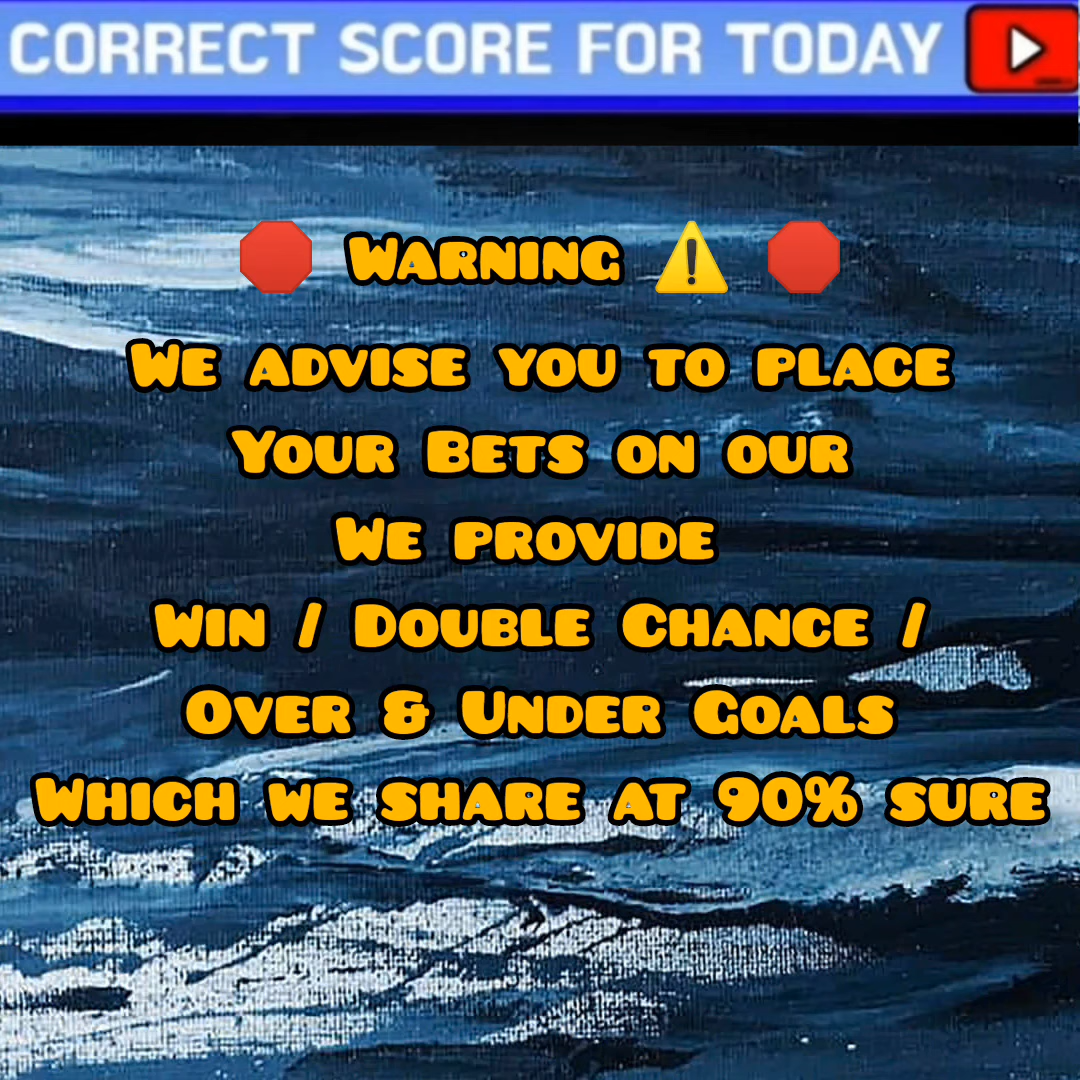 CORRECT SCORE FOR TODAY
🛑 Warning ⚠️ 🛑
We advise you to place
Your Bets on our
We provide
Win / Double Chance /
Over & Under Goals
Which we share at 90% sure